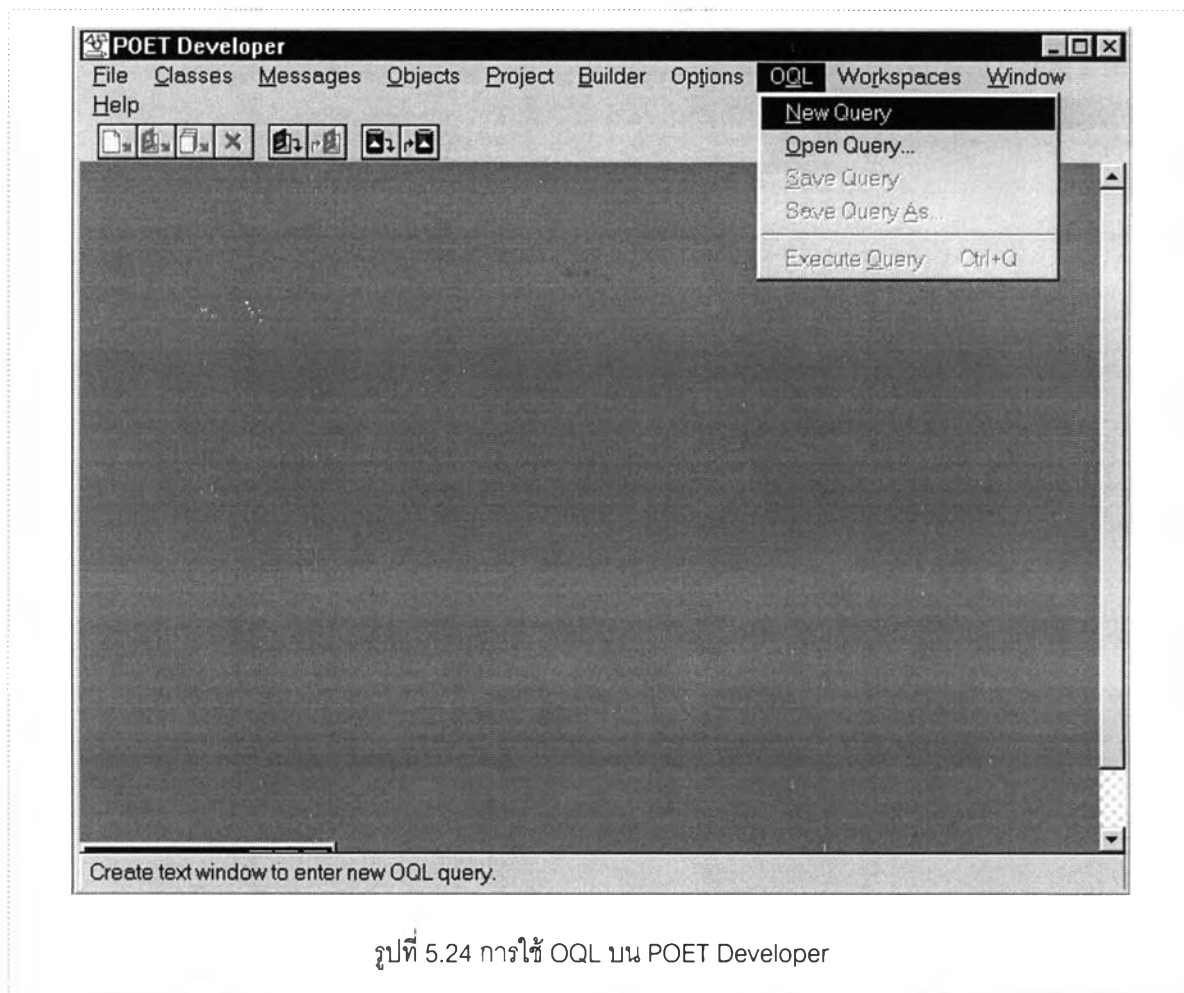 POET Developer
File Classes Messages Objects Project Builder Options OQL Workspaces Window
Help
New Query
Open Query...
Save Query
Save Query As...
Execute Query Ctrl+Q
Create text window to enter new OQL query.
รูปที่ 5.24 การใช้ OQL บน POET Developer